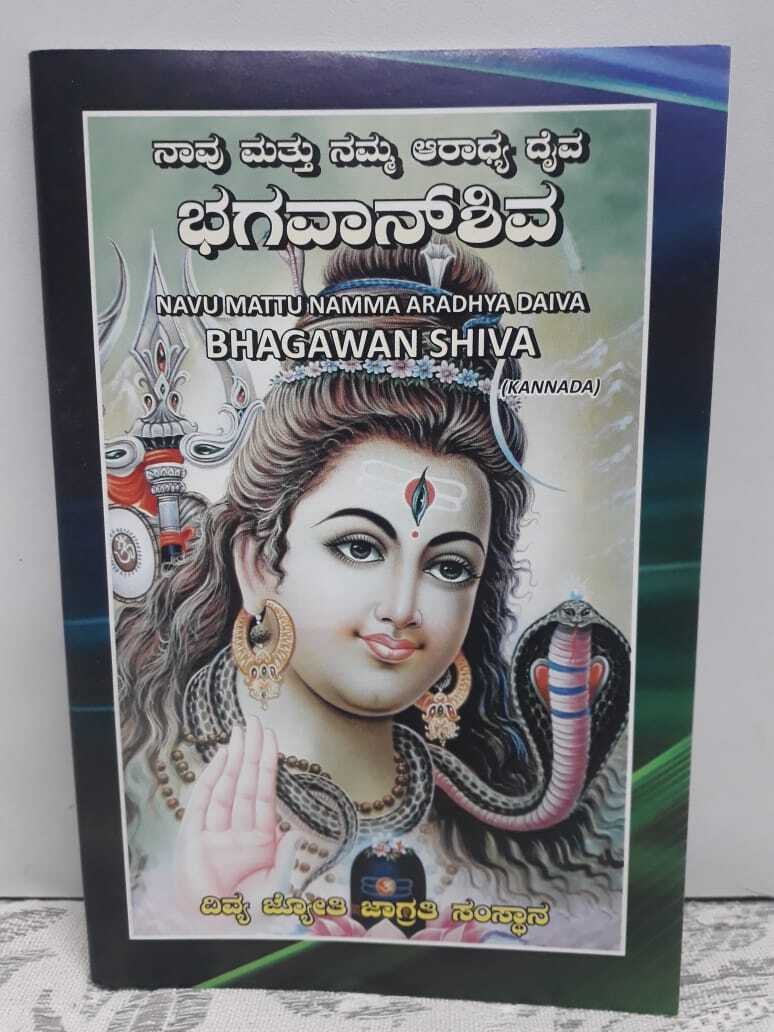 ನಾವು ಮತ್ತು ನಮ್ಮ ಆರಾಧ್ಯ ದೈವ
ಭಗವಾನ್‌ಶಿವ
NAVU MATTU NAMMA ARADHYA DAIVA
BHAGAWAN SHIVA
(KANNADA)
ದಿವ್ಯ ಜ್ಯೋತಿ ಜಾಗ್ರತಿ ಸಂಸ್ಥಾನ